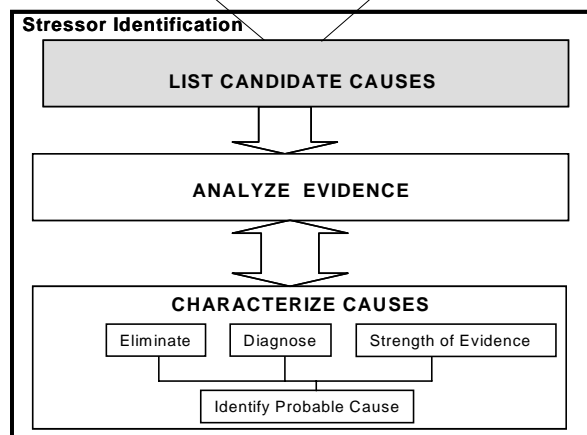 Stressor Identification
LIST CANDIDATE CAUSES
ANALYZE EVIDENCE
CHARACTERIZE CAUSES
Eliminate
Diagnose
Strength of Evidence
Identify Probable Cause